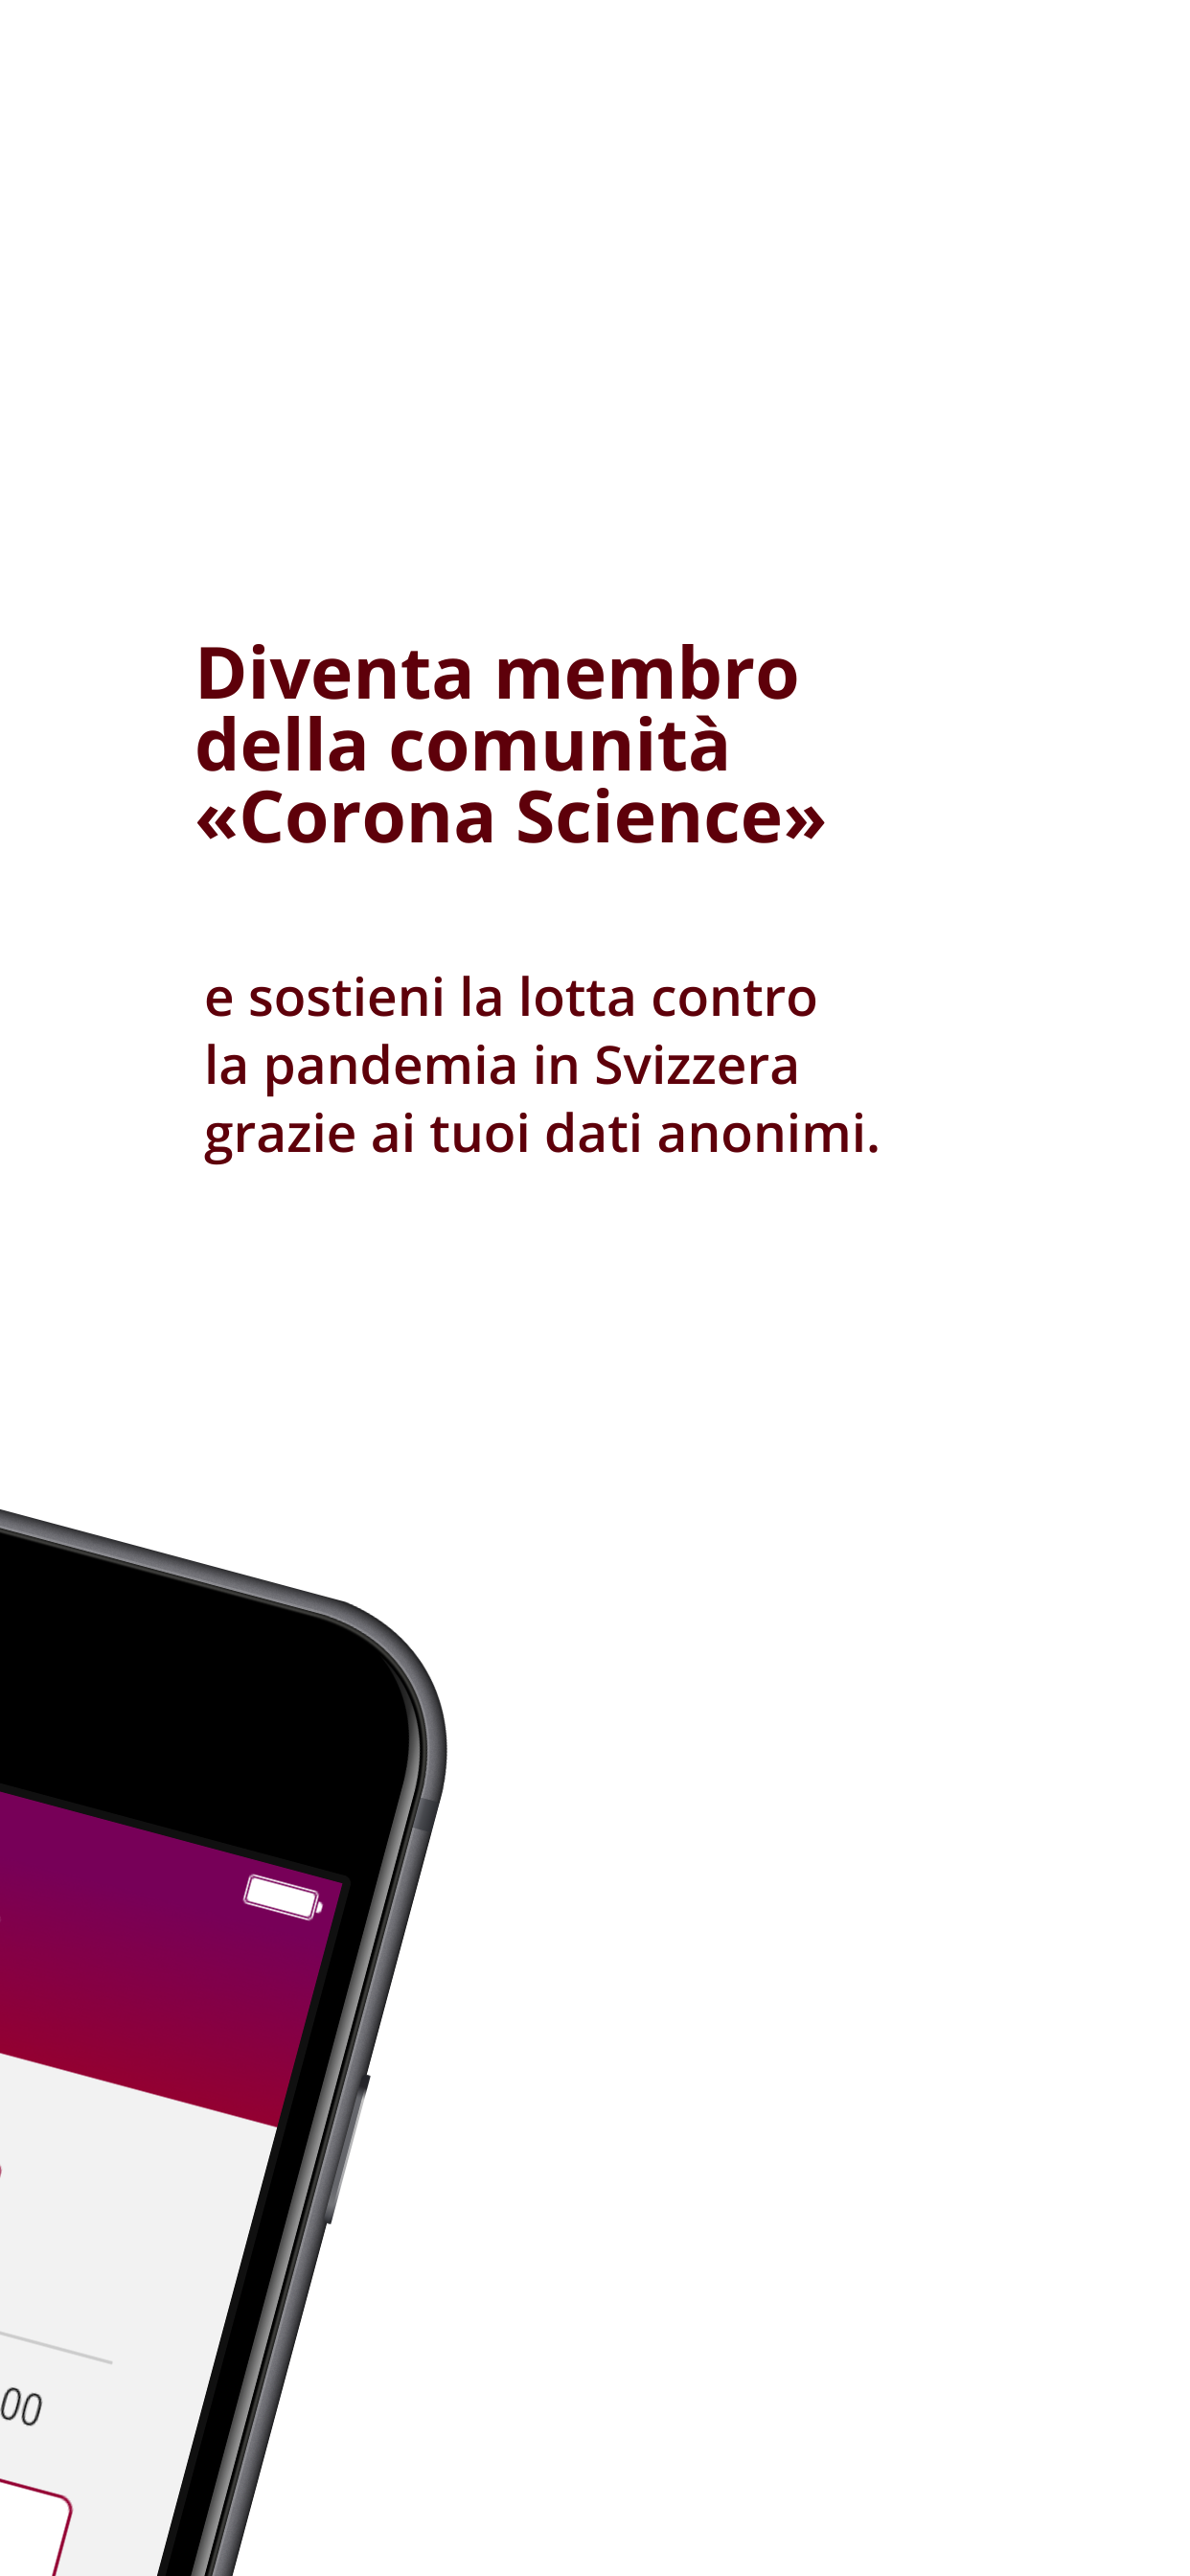 Diventa membro
della comunità
«Corona Science»
e sostieni la lotta contro
la pandemia in Svizzera
grazie ai tuoi dati anonimi.
00